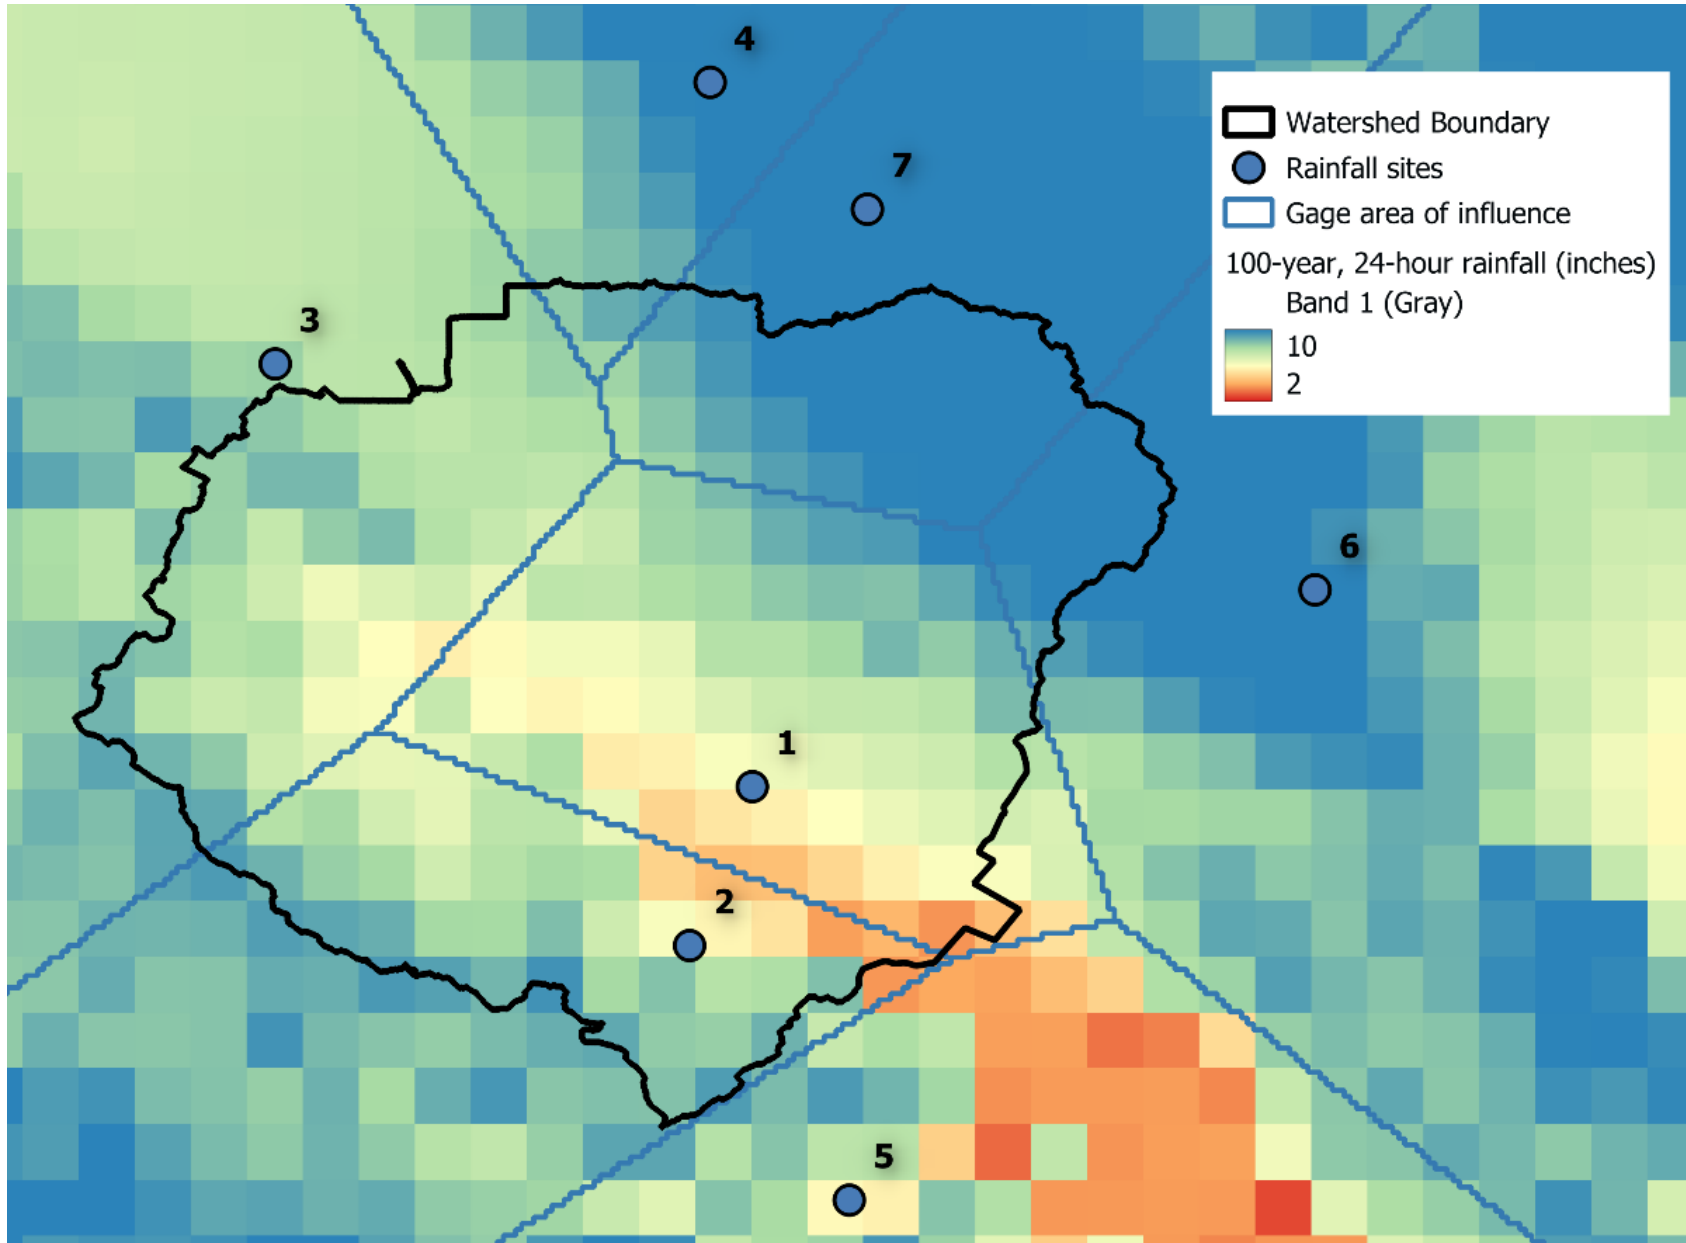 4
7
Watershed Boundary
Rainfall sites
Gage area of influence
100-year, 24-hour rainfall (inches)
Band 1 (Gray)
10
2
3
6
1
2
5